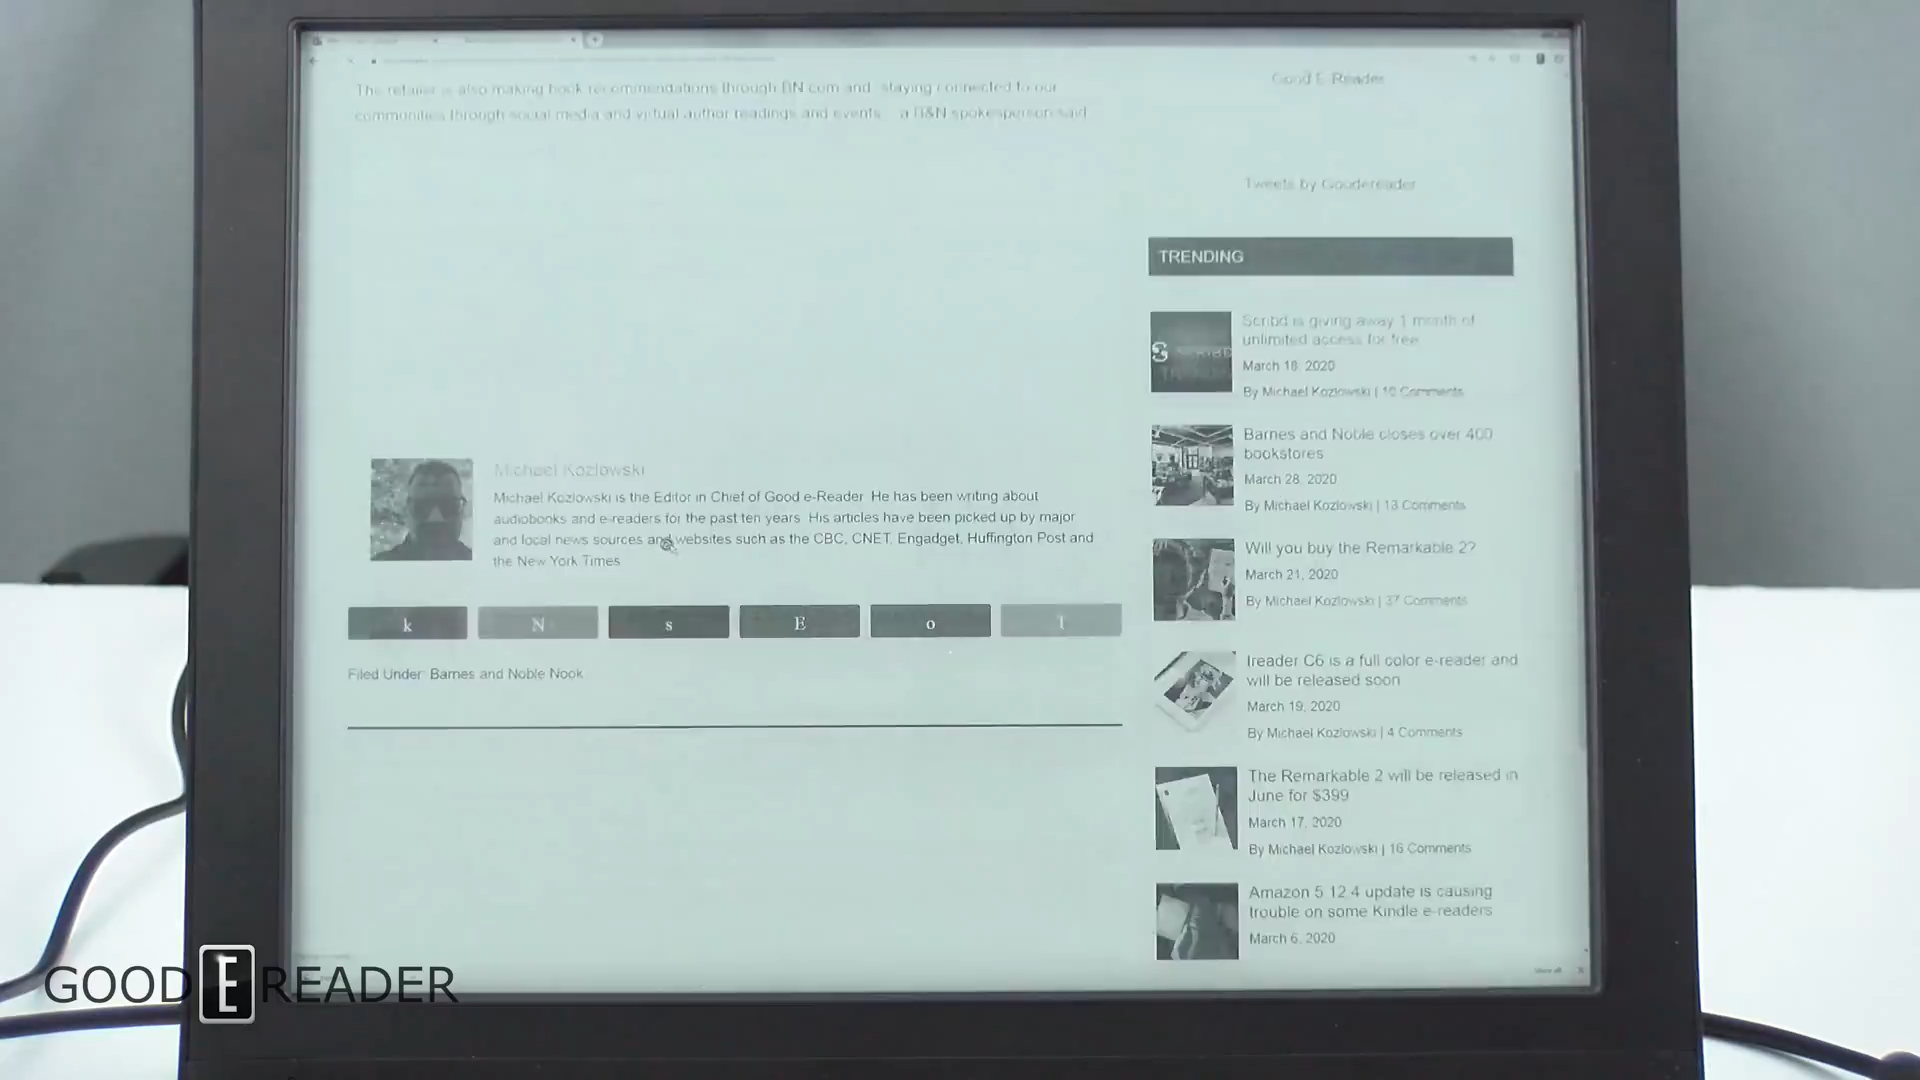 The retailer is also making book recommendations through BN.com and staying connected to our
communities through social media and virtual author readings and events a B&N spokesperson said
Michael Kozlowski
Michael Kozlowski is the Editor in Chief of Good e-Reader. He has been writing about
audiobooks and e-readers for the past ten years. His articles have been picked up by major
and local news sources and websites such as the CBC, CNET, Engadget, Huffington Post and
the New York Times
k N s E o T
Filed Under: Barnes and Noble Nook
Good E-Reader
Tweets by Goodereader
TRENDING
Scribd is giving away 1 month of
unlimited access for free
March 18, 2020
By Michael Kozlowski | 10 Comments
Barnes and Noble closes over 400
bookstores
March 28, 2020
By Michael Kozlowski | 13 Comments
Will you buy the Remarkable 2?
March 21, 2020
By Michael Kozlowski | 37 Comments
Ireader C6 is a full color e-reader and
will be released soon
March 19, 2020
By Michael Kozlowski | 4 Comments
The Remarkable 2 will be released in
June for $399
March 17, 2020
By Michael Kozlowski | 16 Comments
Amazon 5.12.4 update is causing
trouble on some Kindle e-readers
March 6, 2020
Show all
GOOD E READER